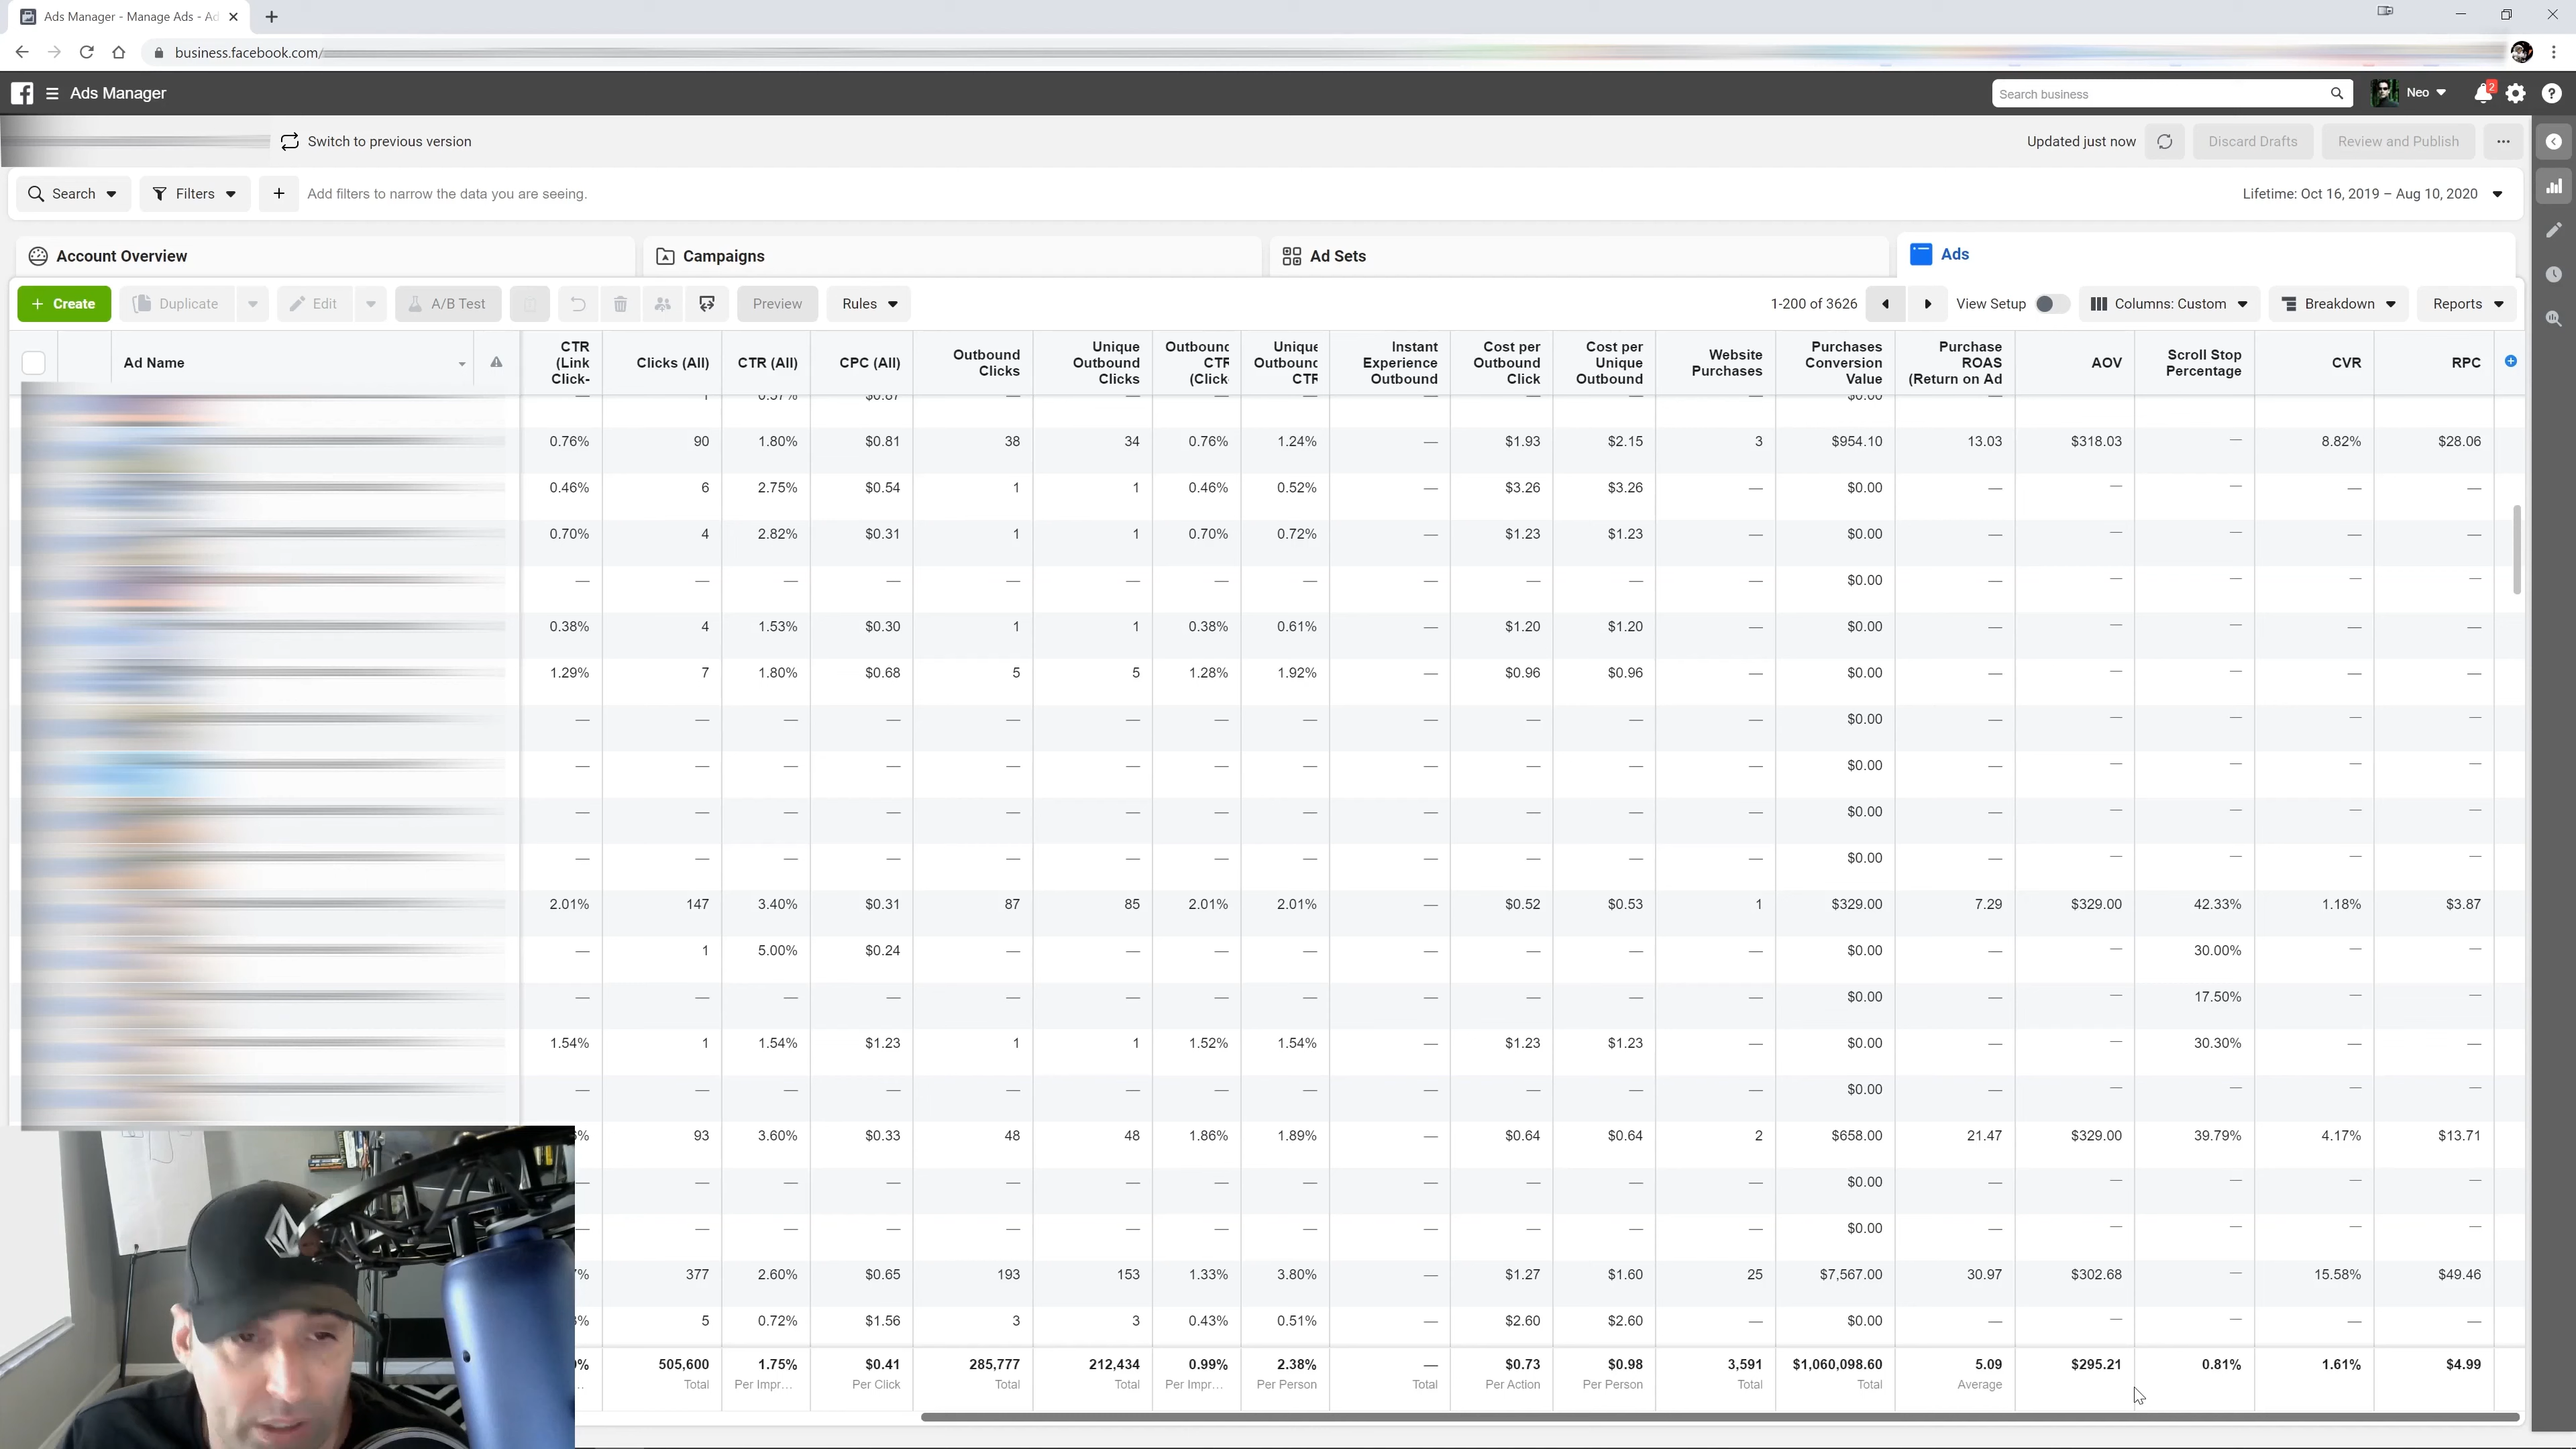 Ads Manager - Manage Ads - Ad
business.facebook.com/
Ads Manager
Search business
Neo
2
Switch to previous version
Updated just now
Discard Drafts
Review and Publish
Search
Filters
Add filters to narrow the data you are seeing.
Lifetime: Oct 16, 2019 – Aug 10, 2020
Account Overview
Campaigns
Ad Sets
Ads
+ Create
Duplicate
Edit
A/B Test
Preview
Rules
1-200 of 3626
View Setup
Columns: Custom
Breakdown
Reports
Ad Name
CTR (Link Click-
Clicks (All)
CTR (All)
CPC (All)
Outbound Clicks
Unique Outbound Clicks
Outbound CTR (Click
Unique Outbound CTR
Instant Experience Outbound
Cost per Outbound Click
Cost per Unique Outbound
Website Purchases
Purchases Conversion Value
Purchase ROAS (Return on Ad
AOV
Scroll Stop Percentage
CVR
RPC
— 1 0.57% $0.87 — — — — — — — — $0.00 —
0.76% 90 1.80% $0.81 38 34 0.76% 1.24% — $1.93 $2.15 3 $954.10 13.03 $318.03 — 8.82% $28.06
0.46% 6 2.75% $0.54 1 1 0.46% 0.52% — $3.26 $3.26 — $0.00 — — — — —
0.70% 4 2.82% $0.31 1 1 0.70% 0.72% — $1.23 $1.23 — $0.00 — — — — —
— — — — — — — — — — — — $0.00 — — — — —
0.38% 4 1.53% $0.30 1 1 0.38% 0.61% — $1.20 $1.20 — $0.00 — — — — —
1.29% 7 1.80% $0.68 5 5 1.28% 1.92% — $0.96 $0.96 — $0.00 — — — — —
— — — — — — — — — — — — $0.00 — — — — —
— — — — — — — — — — — — $0.00 — — — — —
— — — — — — — — — — — — $0.00 — — — — —
— — — — — — — — — — — — $0.00 — — — — —
2.01% 147 3.40% $0.31 87 85 2.01% 2.01% — $0.52 $0.53 1 $329.00 7.29 $329.00 42.33% 1.18% $3.87
— 1 5.00% $0.24 — — — — — — — — $0.00 — — 30.00% — —
— — — — — — — — — — — — $0.00 — — 17.50% — —
1.54% 1 1.54% $1.23 1 1 1.52% 1.54% — $1.23 $1.23 — $0.00 — — 30.30% — —
— — — — — — — — — — — — $0.00 — — — — —
% 93 3.60% $0.33 48 48 1.86% 1.89% — $0.64 $0.64 2 $658.00 21.47 $329.00 39.79% 4.17% $13.71
— — — — — — — — — — — — $0.00 — — — — —
— — — — — — — — — — — — $0.00 — — — — —
% 377 2.60% $0.65 193 153 1.33% 3.80% — $1.27 $1.60 25 $7,567.00 30.97 $302.68 — 15.58% $49.46
% 5 0.72% $1.56 3 3 0.43% 0.51% — $2.60 $2.60 — $0.00 — — — — —
% 505,600 1.75% $0.41 285,777 212,434 0.99% 2.38% — $0.73 $0.98 3,591 $1,060,098.60 5.09 $295.21 0.81% 1.61% $4.99
... Total Per Impr... Per Click Total Total Per Impr... Per Person Total Per Action Per Person Total Total Average